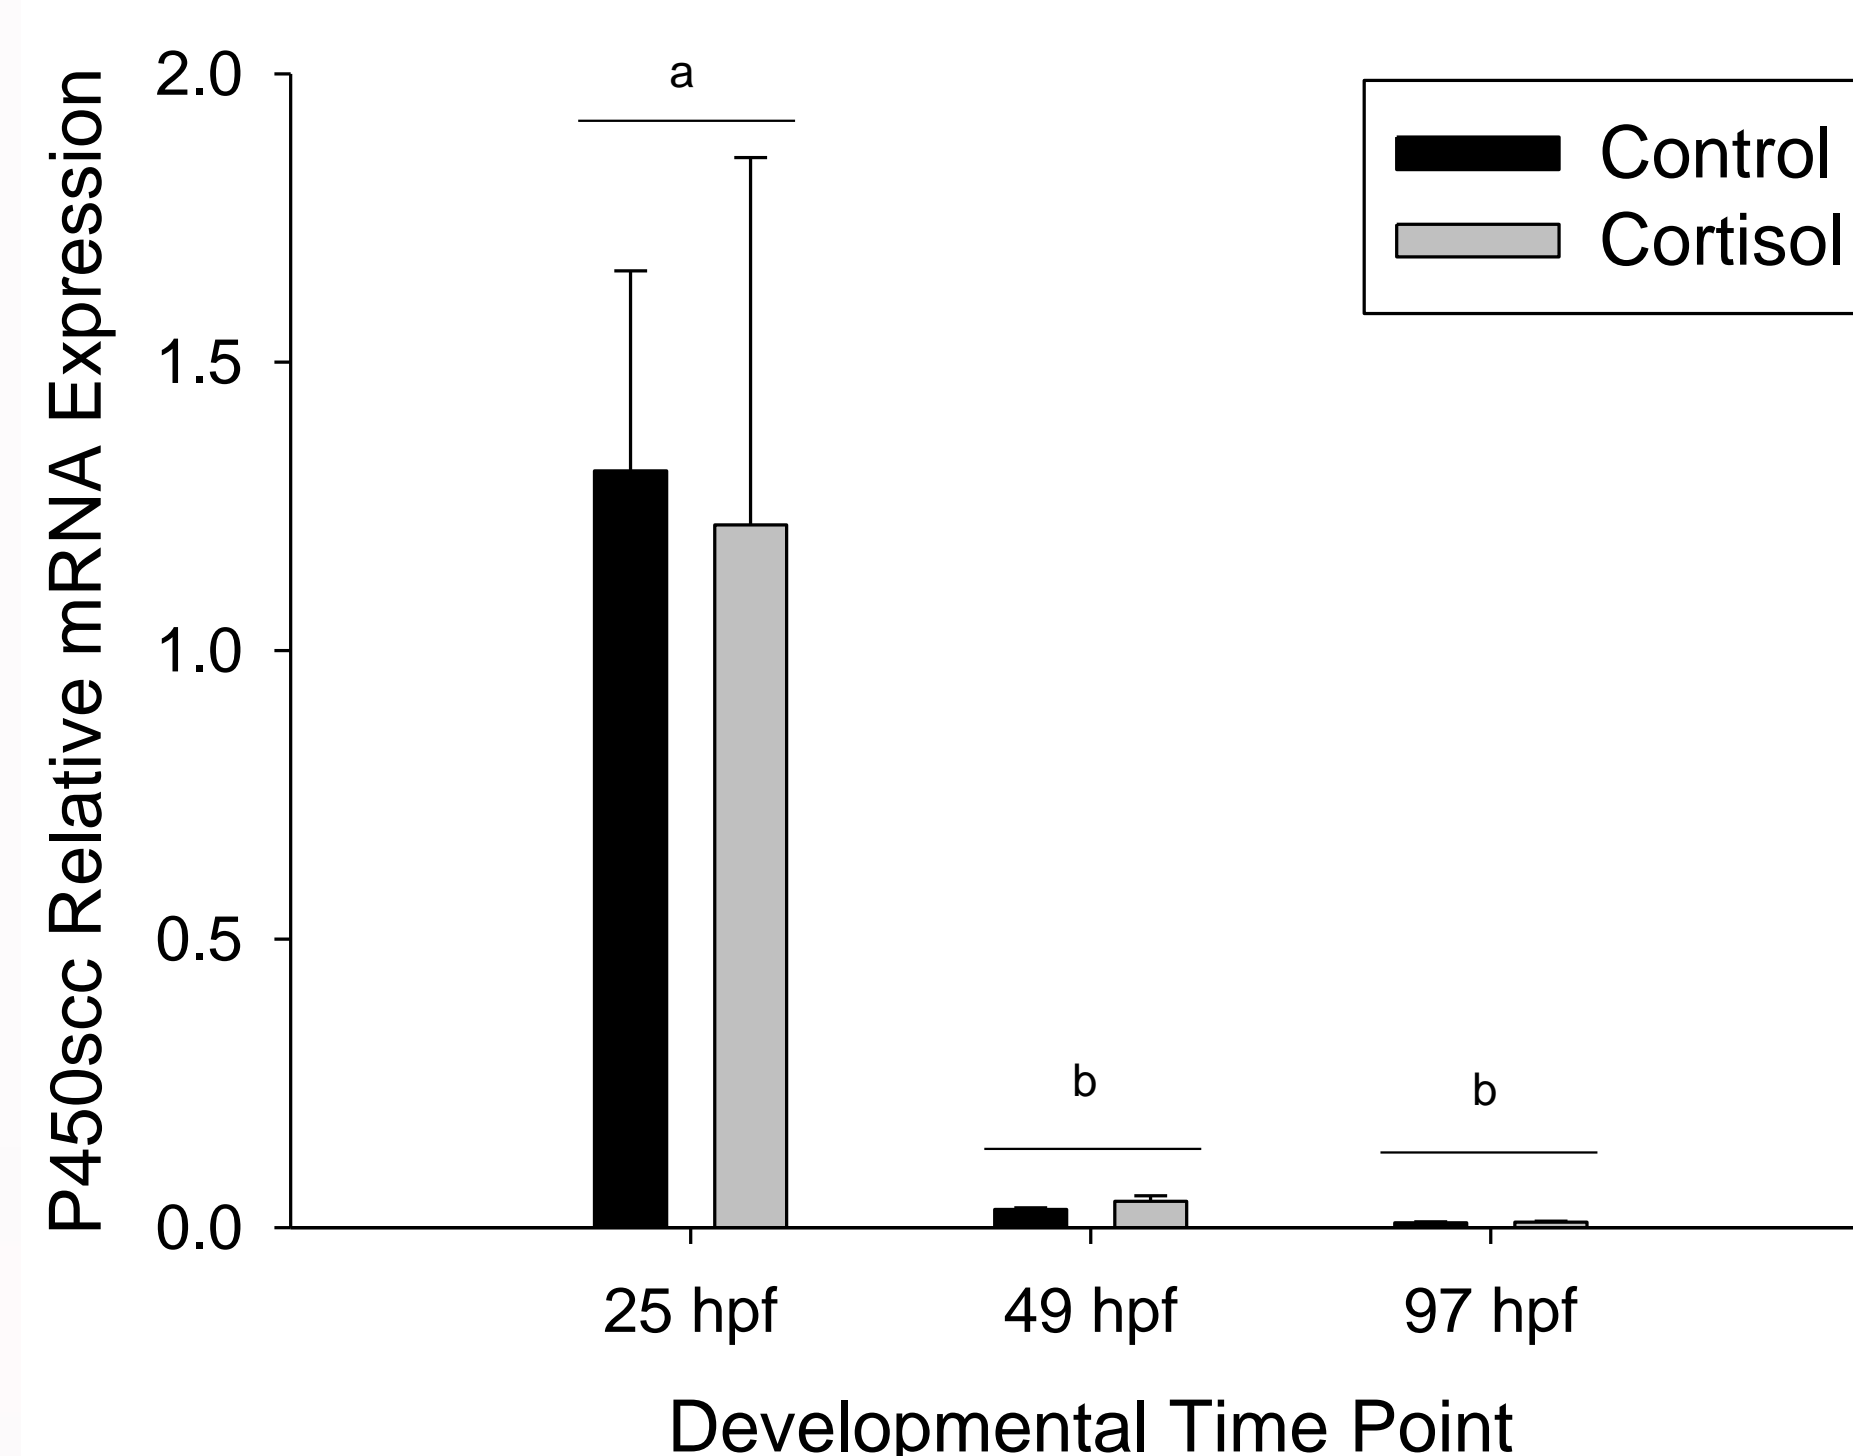 P450scc Relative mRNA Expression
2.0
1.5
1.0
0.5
0.0
a
b
b
Control
Cortisol
25 hpf
49 hpf
97 hpf
Developmental Time Point